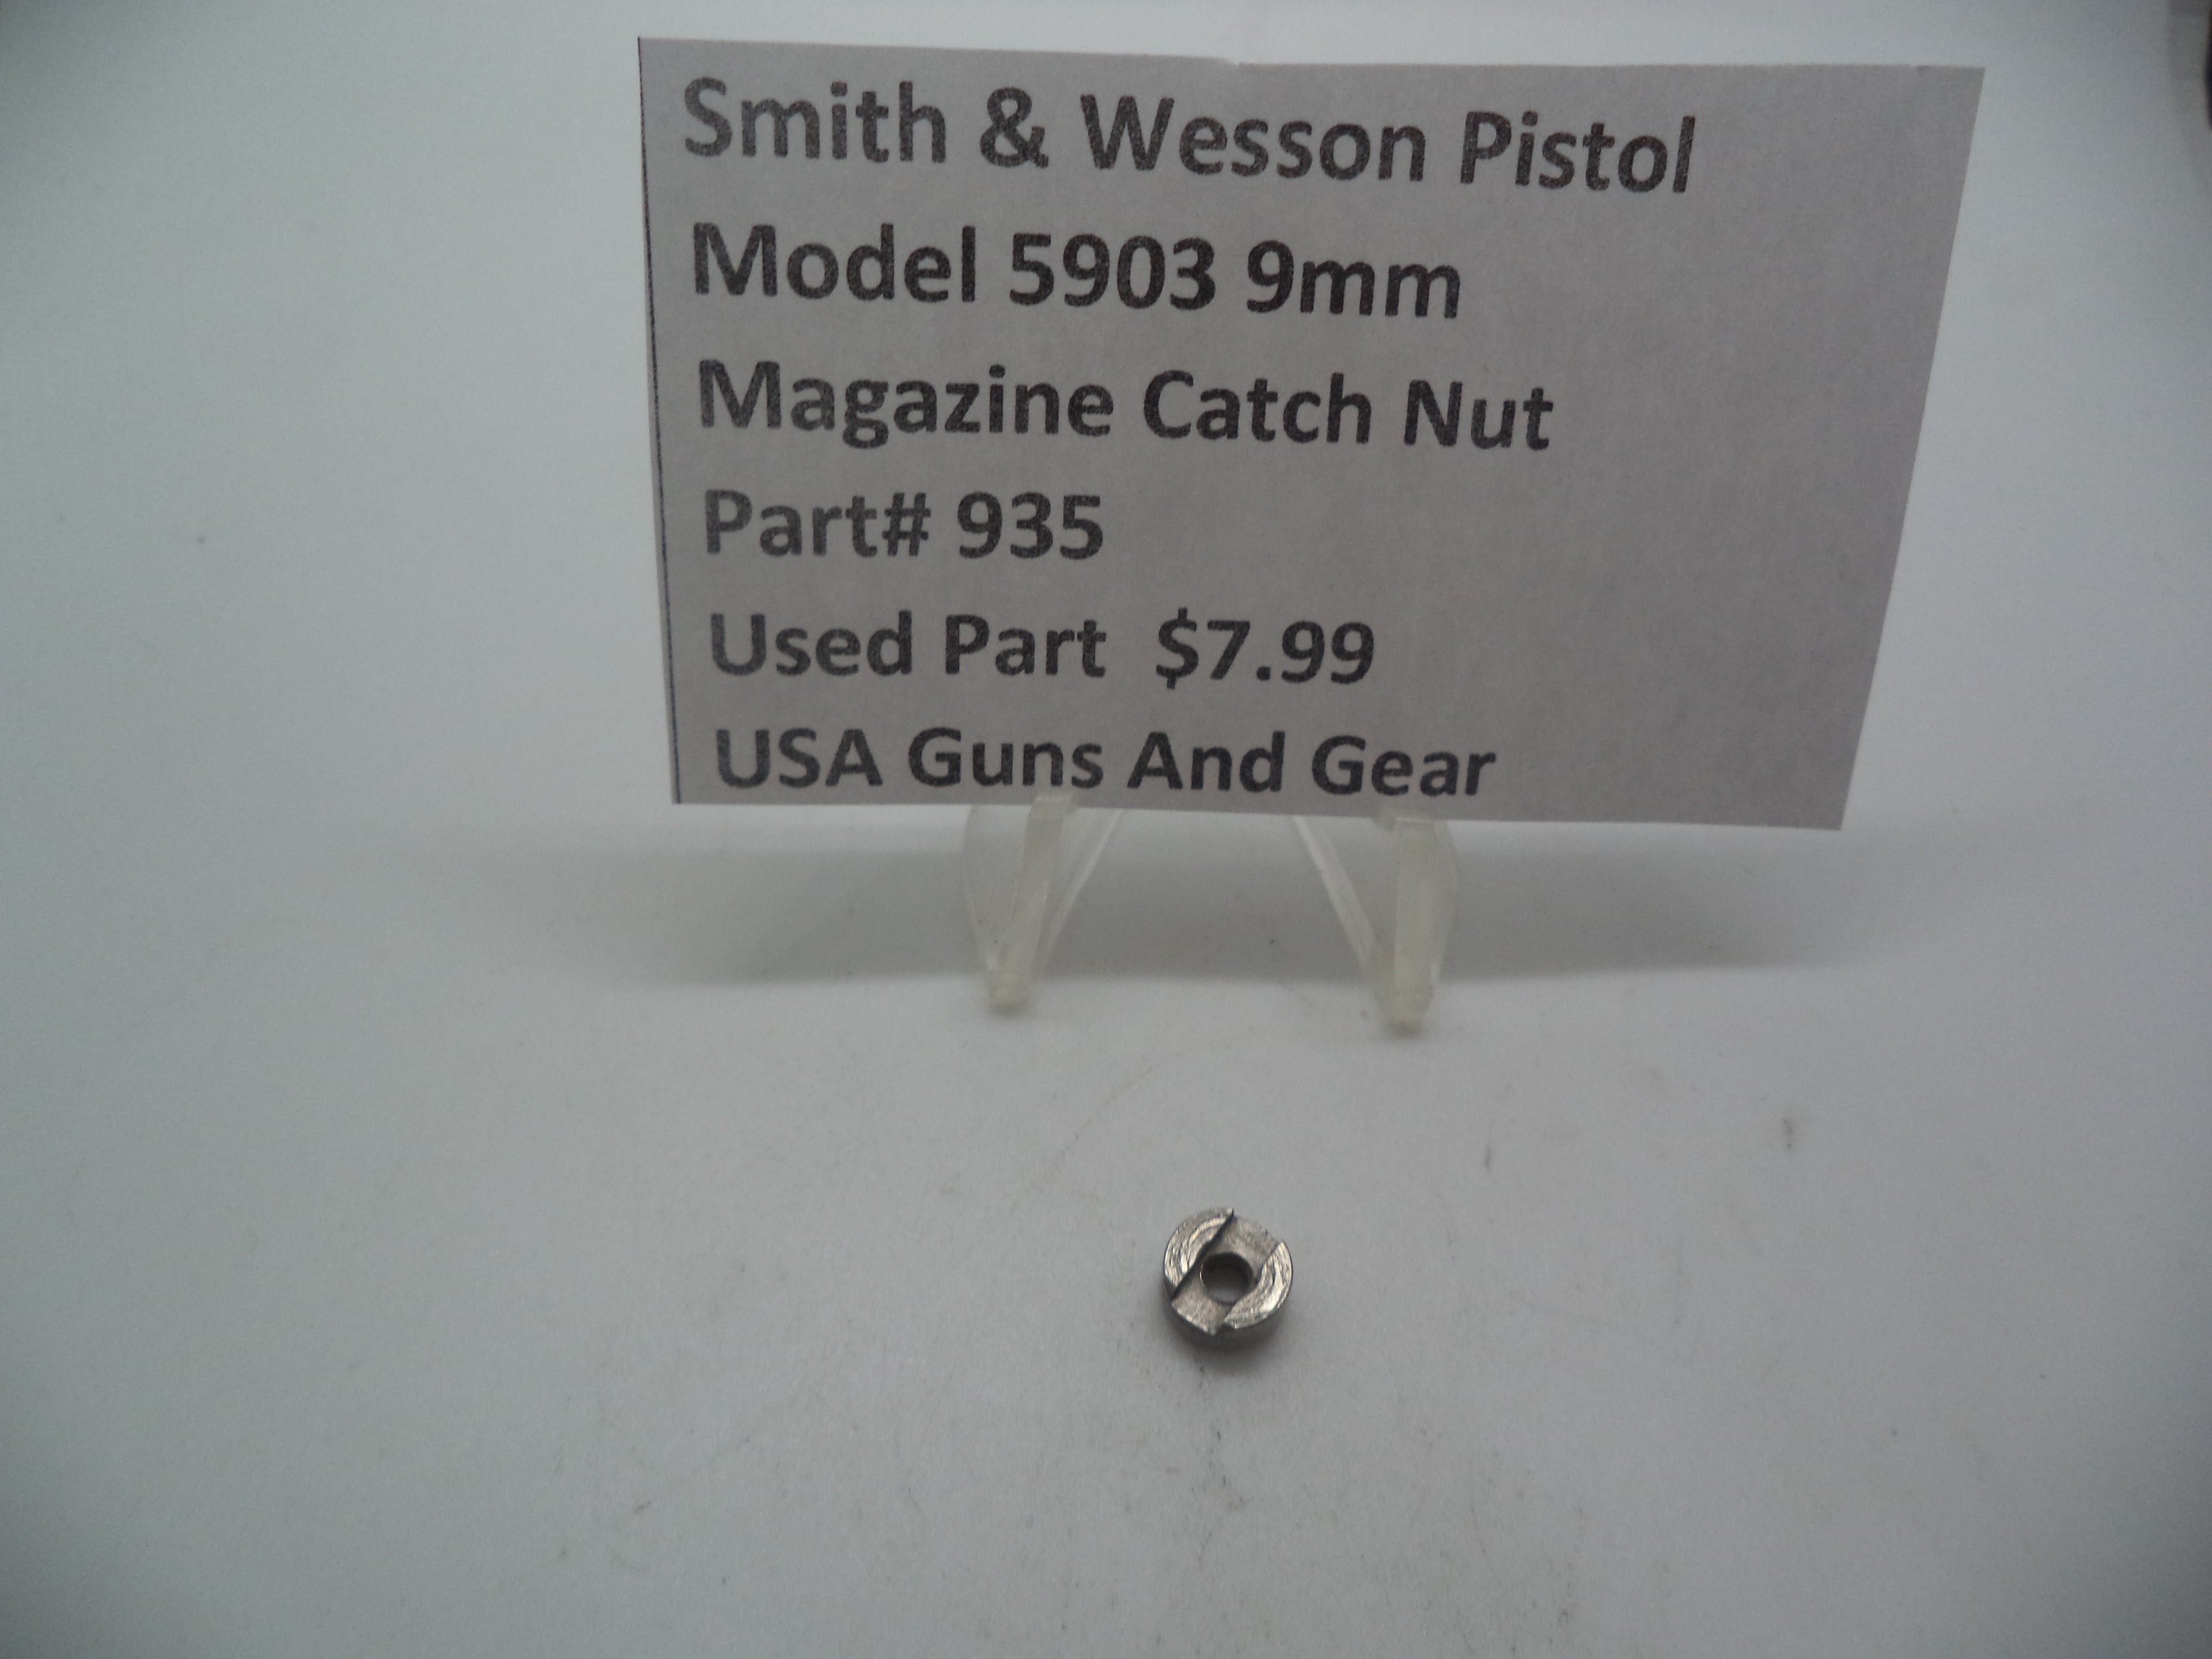 Smith & Wesson Pistol
Model 5903 9mm
Magazine Catch Nut
Part# 935
Used Part $7.99
USA Guns And Gear